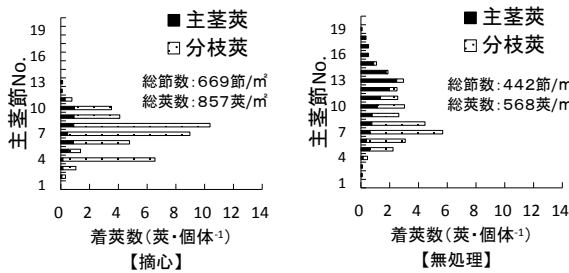 主茎莢
分枝莢
総節数：669節/㎡
総莢数：857莢/㎡
主茎節No.
19
16
13
10
7
4
1
0 2 4 6 8 10 12 14
着莢数（莢・個体-1）
【摘心】
主茎莢
分枝莢
総節数：442節/㎡
総莢数：568莢/㎡
主茎節No.
19
16
13
10
7
4
1
0 2 4 6 8 10 12 14
着莢数（莢・個体-1）
【無処理】